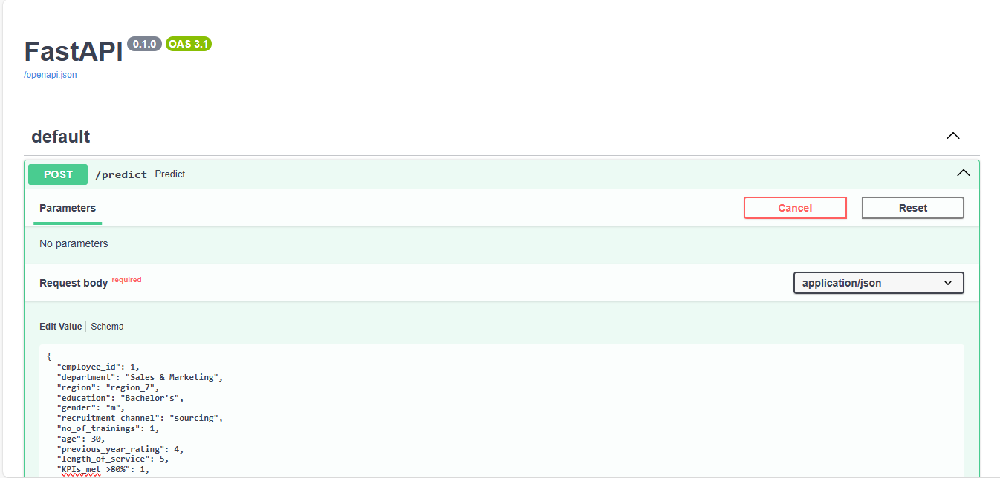 FastAPI 0.1.0 OAS 3.1
/openapi.json
default
POST /predict Predict
Parameters
Cancel
Reset
No parameters
Request body required
application/json
Edit Value | Schema
{
"employee_id": 1,
"department": "Sales & Marketing",
"region": "region_7",
"education": "Bachelor's",
"gender": "m",
"recruitment_channel": "sourcing",
"no_of_trainings": 1,
"age": 30,
"previous_year_rating": 4,
"length_of_service": 5,
"KPIs_met >80%": 1,